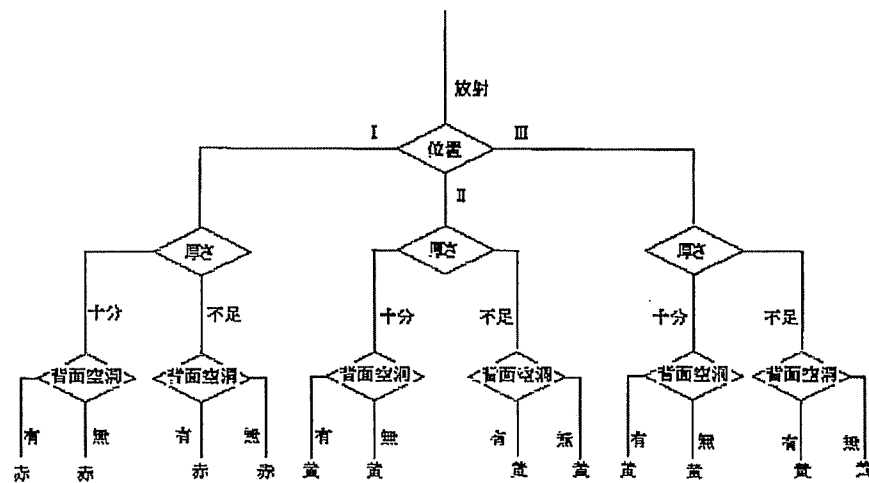 放射
I
位置
III
II
厚さ
厚さ
厚さ
十分
不足
十分
不足
十分
不足
背面空洞
背面空洞
背面空洞
背面空洞
背面空洞
背面空洞
有
無
有
無
有
無
有
無
有
無
有
無
赤
赤
赤
赤
黄
黄
黄
黄
黄
黄
黄
黄